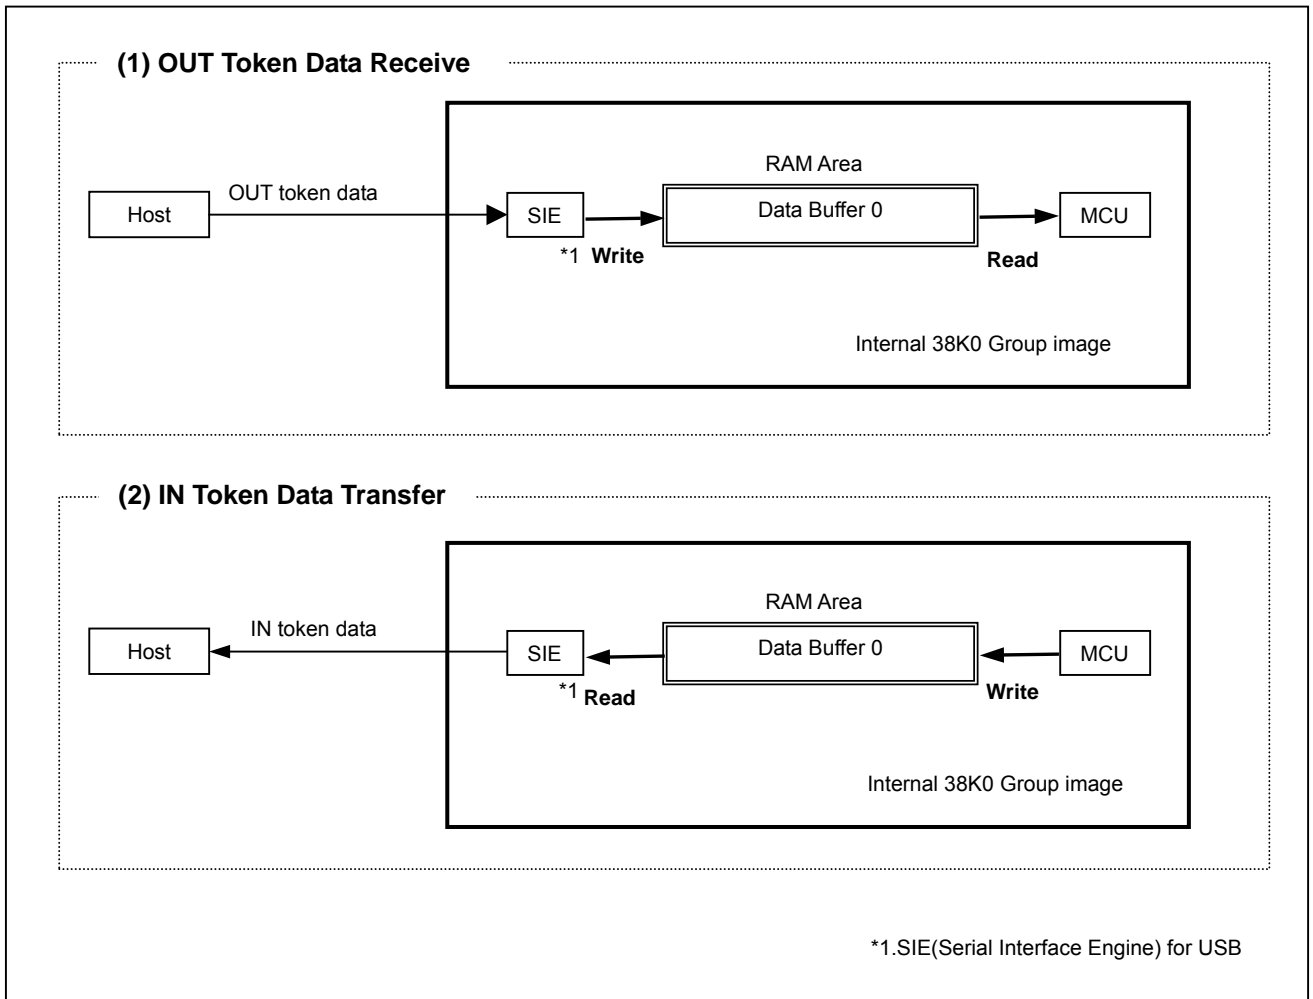 (1) OUT Token Data Receive
RAM Area
OUT token data
Host
SIE
Data Buffer 0
MCU
*1 Write
Read
Internal 38K0 Group image
(2) IN Token Data Transfer
RAM Area
IN token data
Host
SIE
Data Buffer 0
MCU
*1 Read
Write
Internal 38K0 Group image
*1.SIE(Serial Interface Engine) for USB